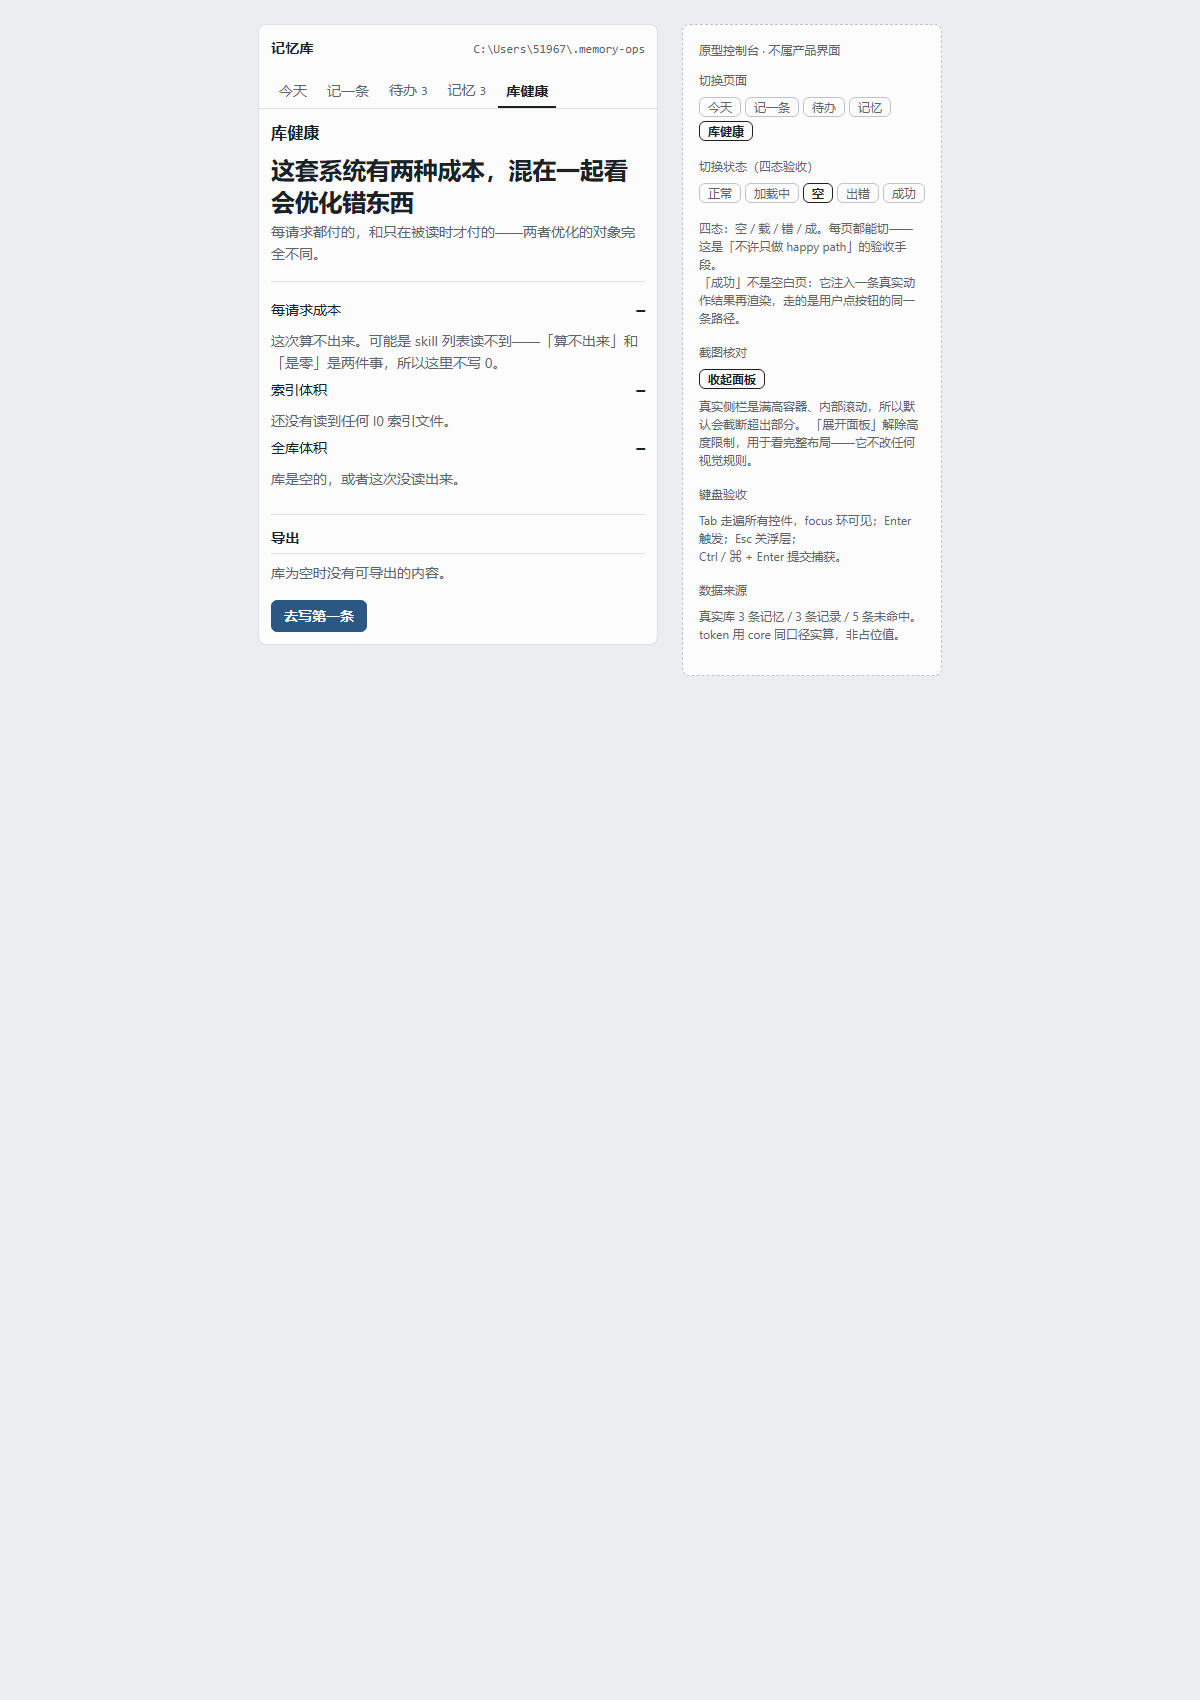 记忆库 C:\Users\51967\.memory-ops
今天 记一条 待办 3 记忆 3 库健康
库健康
这套系统有两种成本，混在一起看
会优化错东西
每请求都付的，和只在被读时才付的——两者优化的对象完
全不同。
每请求成本 –
这次算不出来。可能是 skill 列表读不到——「算不出来」和
「是零」是两件事，所以这里不写 0。
索引体积 –
还没有读到任何 l0 索引文件。
全库体积 –
库是空的，或者这次没读出来。
导出
库为空时没有可导出的内容。
去写第一条
原型控制台 · 不属产品界面
切换页面
今天 记一条 待办 记忆
库健康
切换状态（四态验收）
正常 加载中 空 出错 成功
四态：空 / 载 / 错 / 成。每页都能切——
这是「不许只做 happy path」的验收手
段。
「成功」不是空白页：它注入一条真实动
作结果再渲染，走的是用户点按钮的同一
条路径。
截图核对
收起面板
真实侧栏是满高容器、内部滚动，所以默
认会截断超出部分。 「展开面板」解除高
度限制，用于看完整布局——它不改任何
视觉规则。
键盘验收
Tab 走遍所有控件，focus 环可见；Enter
触发；Esc 关浮层；
Ctrl / ⌘ + Enter 提交捕获。
数据来源
真实库 3 条记忆 / 3 条记录 / 5 条未命中。
token 用 core 同口径实算，非占位值。